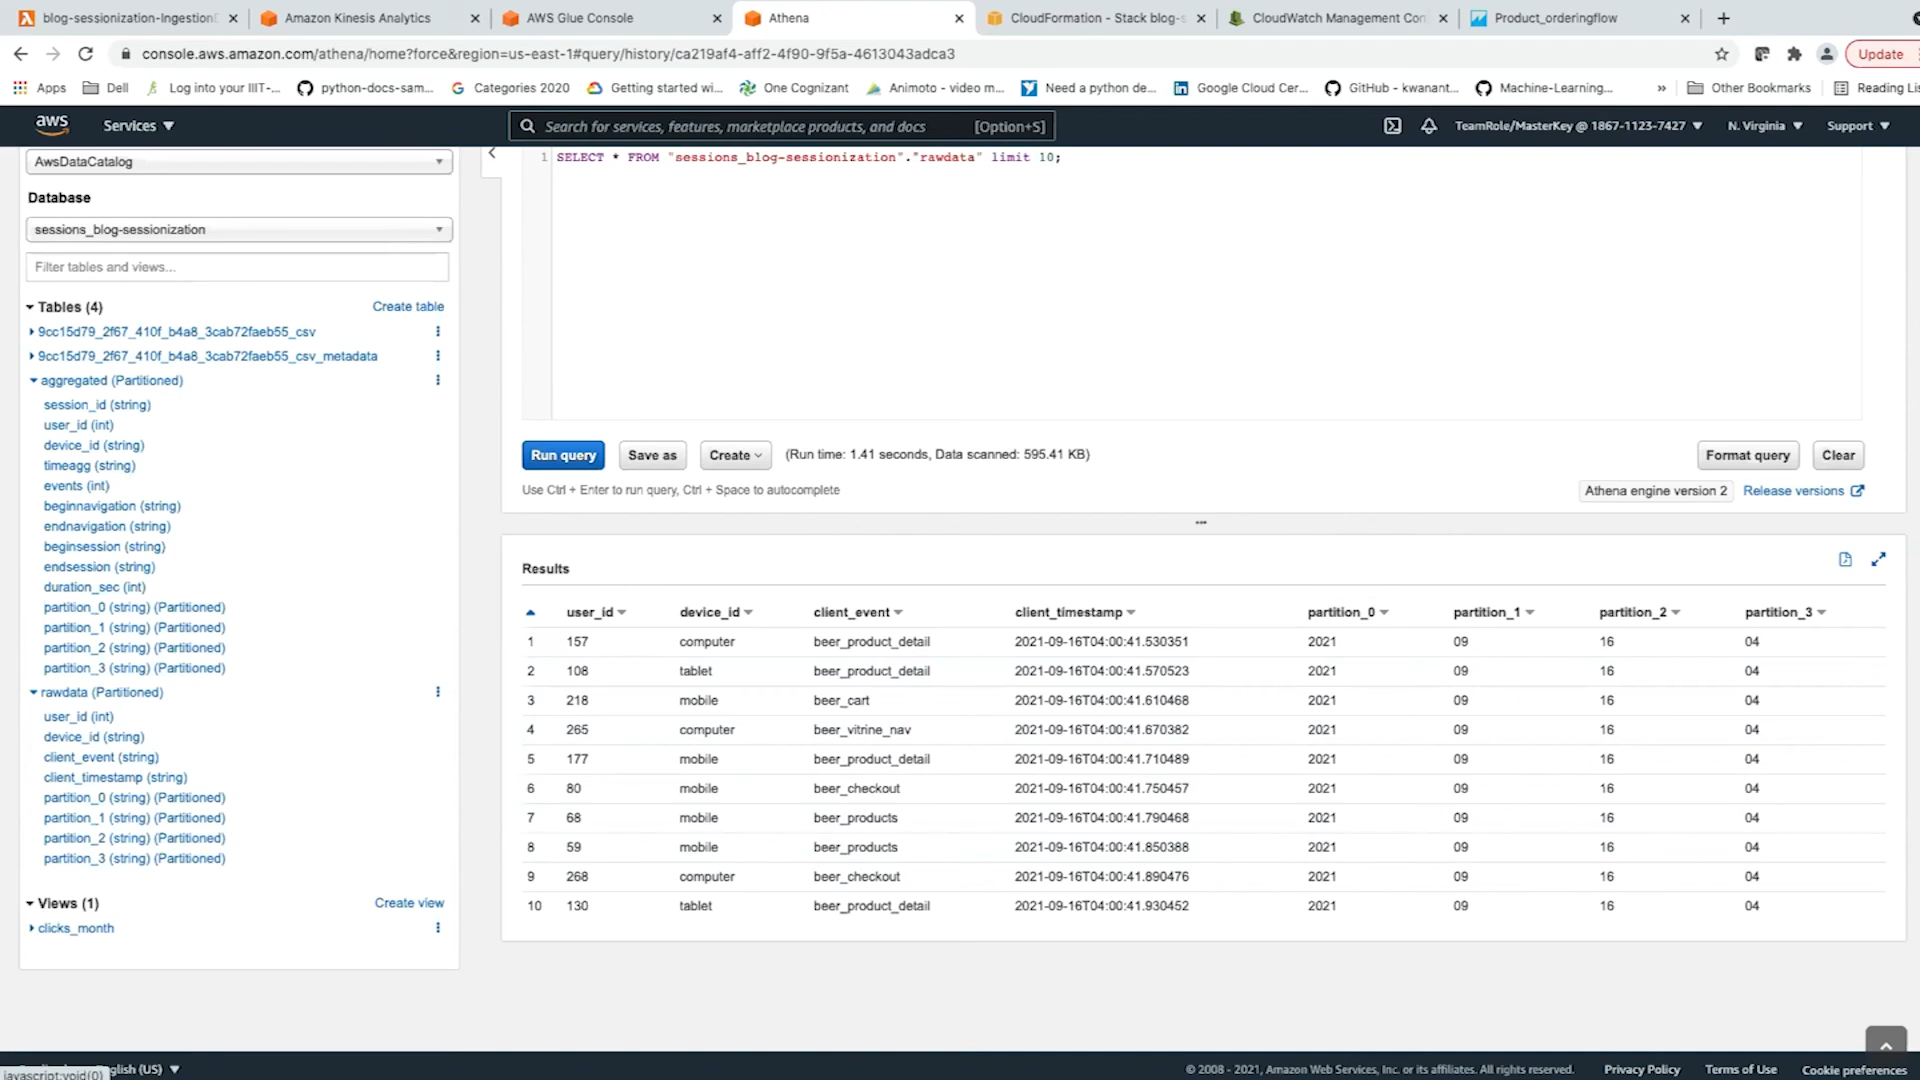 blog-sessionization-Ingestion
Amazon Kinesis Analytics
AWS Glue Console
Athena
CloudFormation - Stack blog-s
CloudWatch Management Con
Product_orderingflow
console.aws.amazon.com/athena/home?force&region=us-east-1#query/history/ca219af4-aff2-4f90-9f5a-4613043adca3
Update
Apps
Dell
Log into your IIIT-...
python-docs-sam...
Categories 2020
Getting started wi...
One Cognizant
Animoto - video m...
Need a python de...
Google Cloud Cer...
GitHub - kwanant...
Machine-Learning...
»
Other Bookmarks
Reading Lis
aws
Services
Search for services, features, marketplace products, and docs [Option+S]
TeamRole/MasterKey @ 1867-1123-7427
N. Virginia
Support
AwsDataCatalog
Database
sessions_blog-sessionization
Filter tables and views...
Tables (4) Create table
9cc15d79_2f67_410f_b4a8_3cab72faeb55_csv
9cc15d79_2f67_410f_b4a8_3cab72faeb55_csv_metadata
aggregated (Partitioned)
session_id (string)
user_id (int)
device_id (string)
timeagg (string)
events (int)
beginnavigation (string)
endnavigation (string)
beginsession (string)
endsession (string)
duration_sec (int)
partition_0 (string) (Partitioned)
partition_1 (string) (Partitioned)
partition_2 (string) (Partitioned)
partition_3 (string) (Partitioned)
rawdata (Partitioned)
user_id (int)
device_id (string)
client_event (string)
client_timestamp (string)
partition_0 (string) (Partitioned)
partition_1 (string) (Partitioned)
partition_2 (string) (Partitioned)
partition_3 (string) (Partitioned)
Views (1) Create view
clicks_month
1 SELECT * FROM "sessions_blog-sessionization"."rawdata" limit 10;
Run query Save as Create (Run time: 1.41 seconds, Data scanned: 595.41 KB) Format query Clear
Use Ctrl + Enter to run query, Ctrl + Space to autocomplete Athena engine version 2 Release versions
Results
user_id device_id client_event client_timestamp partition_0 partition_1 partition_2 partition_3
1 157 computer beer_product_detail 2021-09-16T04:00:41.530351 2021 09 16 04
2 108 tablet beer_product_detail 2021-09-16T04:00:41.570523 2021 09 16 04
3 218 mobile beer_cart 2021-09-16T04:00:41.610468 2021 09 16 04
4 265 computer beer_vitrine_nav 2021-09-16T04:00:41.670382 2021 09 16 04
5 177 mobile beer_product_detail 2021-09-16T04:00:41.710489 2021 09 16 04
6 80 mobile beer_checkout 2021-09-16T04:00:41.750457 2021 09 16 04
7 68 mobile beer_products 2021-09-16T04:00:41.790468 2021 09 16 04
8 59 mobile beer_products 2021-09-16T04:00:41.850388 2021 09 16 04
9 268 computer beer_checkout 2021-09-16T04:00:41.890476 2021 09 16 04
10 130 tablet beer_product_detail 2021-09-16T04:00:41.930452 2021 09 16 04
glish (US)
javascript:void(0)
© 2008 - 2021, Amazon Web Services, Inc. or its affiliates. All rights reserved. Privacy Policy Terms of Use Cookie preferences